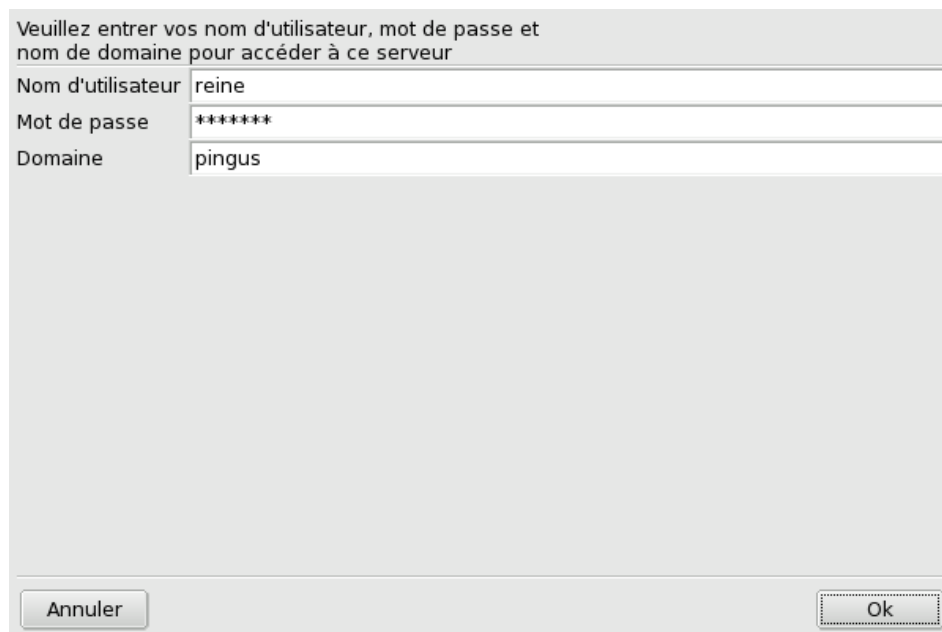 Veuillez entrer vos nom d'utilisateur, mot de passe et
nom de domaine pour accéder à ce serveur
Nom d'utilisateur reine
Mot de passe *******
Domaine pingus
Annuler Ok